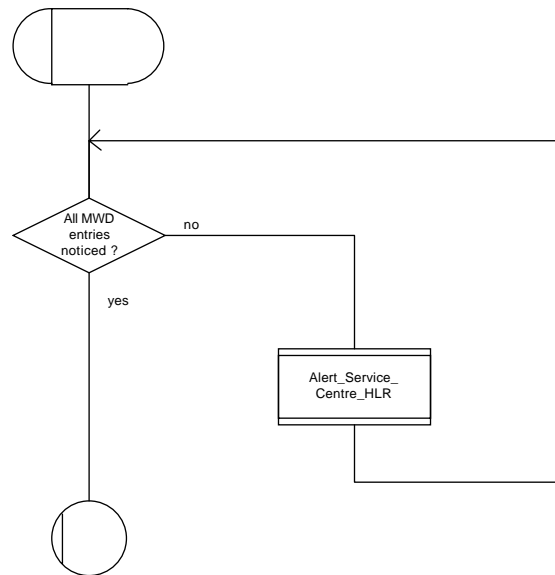 All MWD
entries
noticed ?
no
yes
Alert_Service_
Centre_HLR